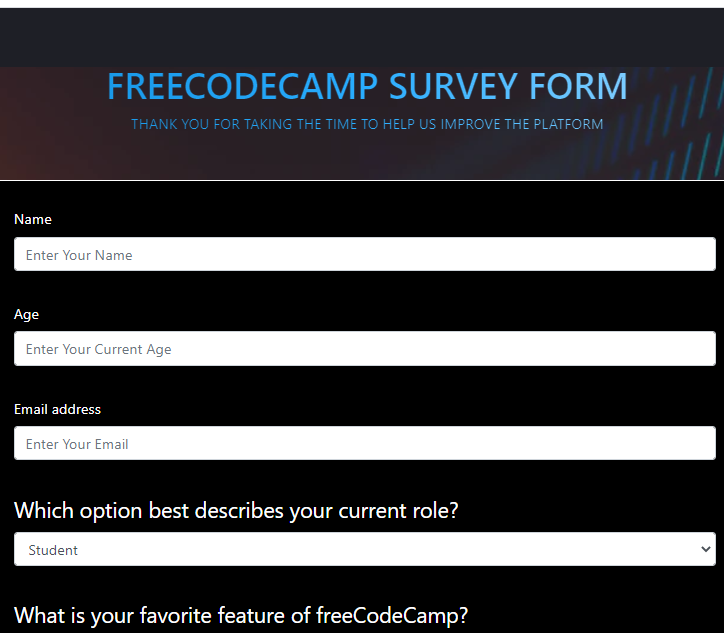 FREECODECAMP SURVEY FORM
THANK YOU FOR TAKING THE TIME TO HELP US IMPROVE THE PLATFORM
Name
Enter Your Name
Age
Enter Your Current Age
Email address
Enter Your Email
Which option best describes your current role?
Student
What is your favorite feature of freeCodeCamp?